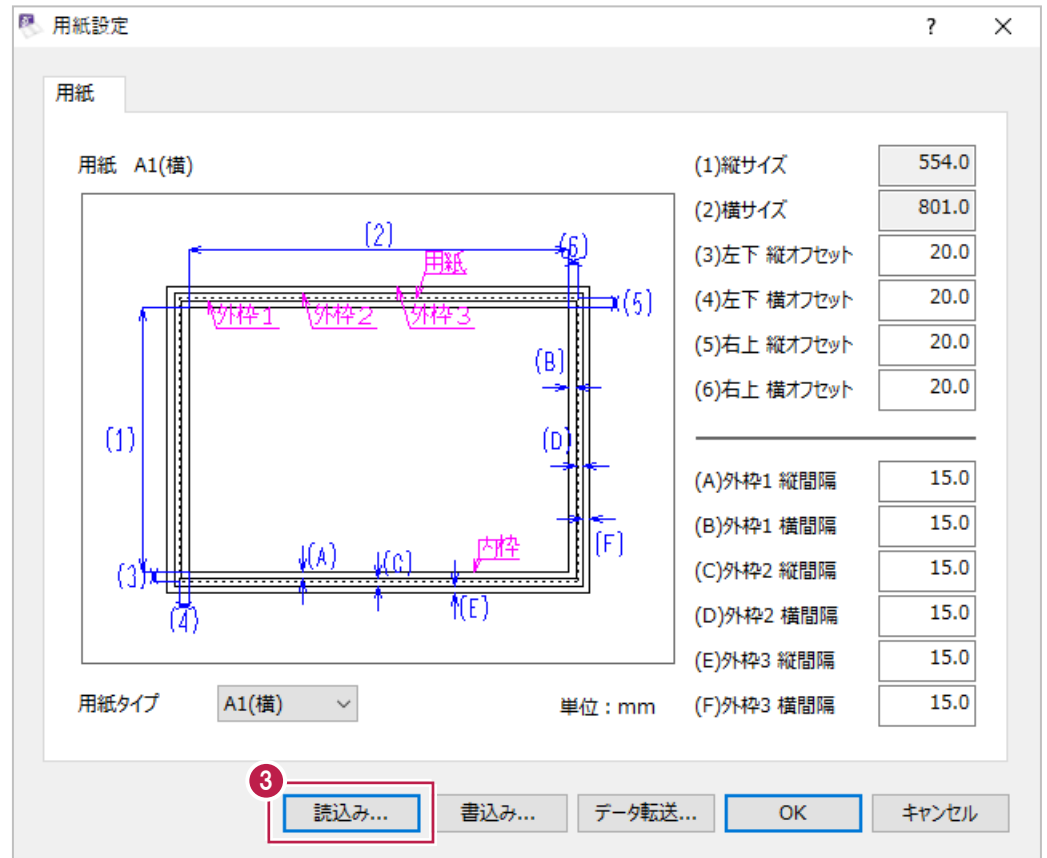 用紙設定 ? ×
用紙
用紙 A1(横)
(1)縦サイズ 554.0
(2)横サイズ 801.0
(3)左下 縦オフセット 20.0
(4)左下 横オフセット 20.0
(5)右上 縦オフセット 20.0
(6)右上 横オフセット 20.0
(2)
(6)
用紙
(5)
外枠1 外枠2 外枠3
(B)
(1)
(D)
(F)
内枠
(A) (C)
(3)
(E)
(4)
(A)外枠1 縦間隔 15.0
(B)外枠1 横間隔 15.0
(C)外枠2 縦間隔 15.0
(D)外枠2 横間隔 15.0
(E)外枠3 縦間隔 15.0
(F)外枠3 横間隔 15.0
用紙タイプ A1(横) 単位：mm
3
読込み... 書込み... データ転送... OK キャンセル